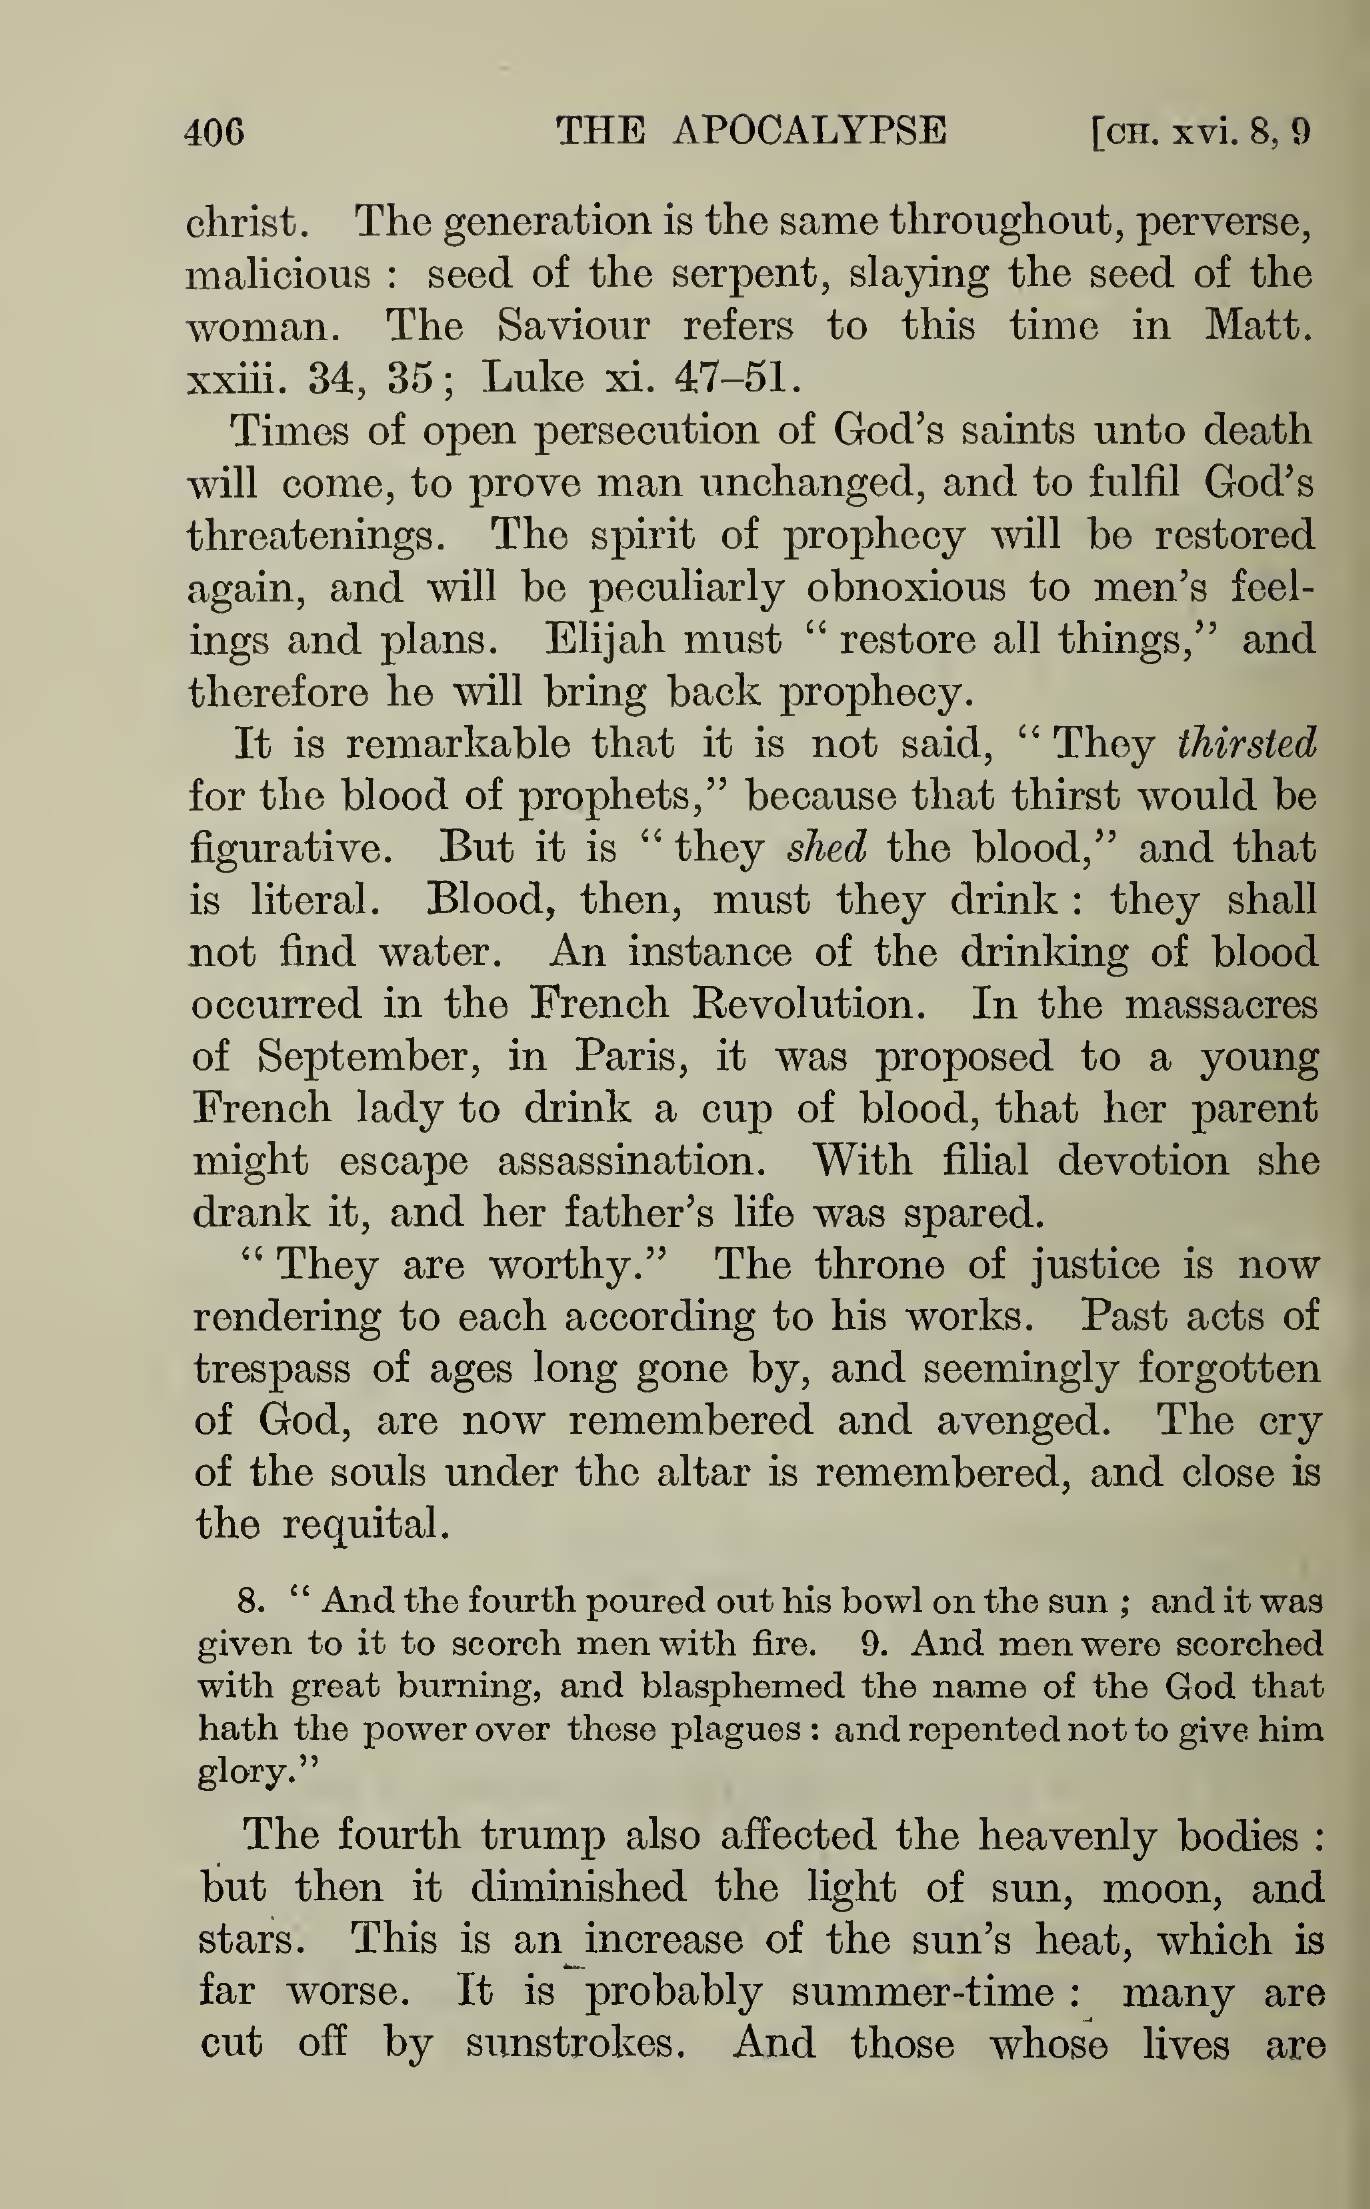 406 THE APOCALYPSE [CH. xvi. 8, 9
christ. The generation is the same throughout, perverse,
malicious : seed of the serpent, slaying the seed of the
woman. The Saviour refers to this time in Matt.
xxiii. 34, 35 ; Luke xi. 47–51.
Times of open persecution of God's saints unto death
will come, to prove man unchanged, and to fulfil God's
threatenings. The spirit of prophecy will be restored
again, and will be peculiarly obnoxious to men's feel-
ings and plans. Elijah must “ restore all things,” and
therefore he will bring back prophecy.
It is remarkable that it is not said, “ They thirsted
for the blood of prophets,” because that thirst would be
figurative. But it is “ they shed the blood,” and that
is literal. Blood, then, must they drink : they shall
not find water. An instance of the drinking of blood
occurred in the French Revolution. In the massacres
of September, in Paris, it was proposed to a young
French lady to drink a cup of blood, that her parent
might escape assassination. With filial devotion she
drank it, and her father's life was spared.
“ They are worthy.” The throne of justice is now
rendering to each according to his works. Past acts of
trespass of ages long gone by, and seemingly forgotten
of God, are now remembered and avenged. The cry
of the souls under the altar is remembered, and close is
the requital.
8. “ And the fourth poured out his bowl on the sun ; and it was
given to it to scorch men with fire. 9. And men were scorched
with great burning, and blasphemed the name of the God that
hath the power over these plagues : and repented not to give him
glory.”
The fourth trump also affected the heavenly bodies :
but then it diminished the light of sun, moon, and
stars. This is an increase of the sun's heat, which is
far worse. It is probably summer-time : many are
cut off by sunstrokes. And those whose lives are